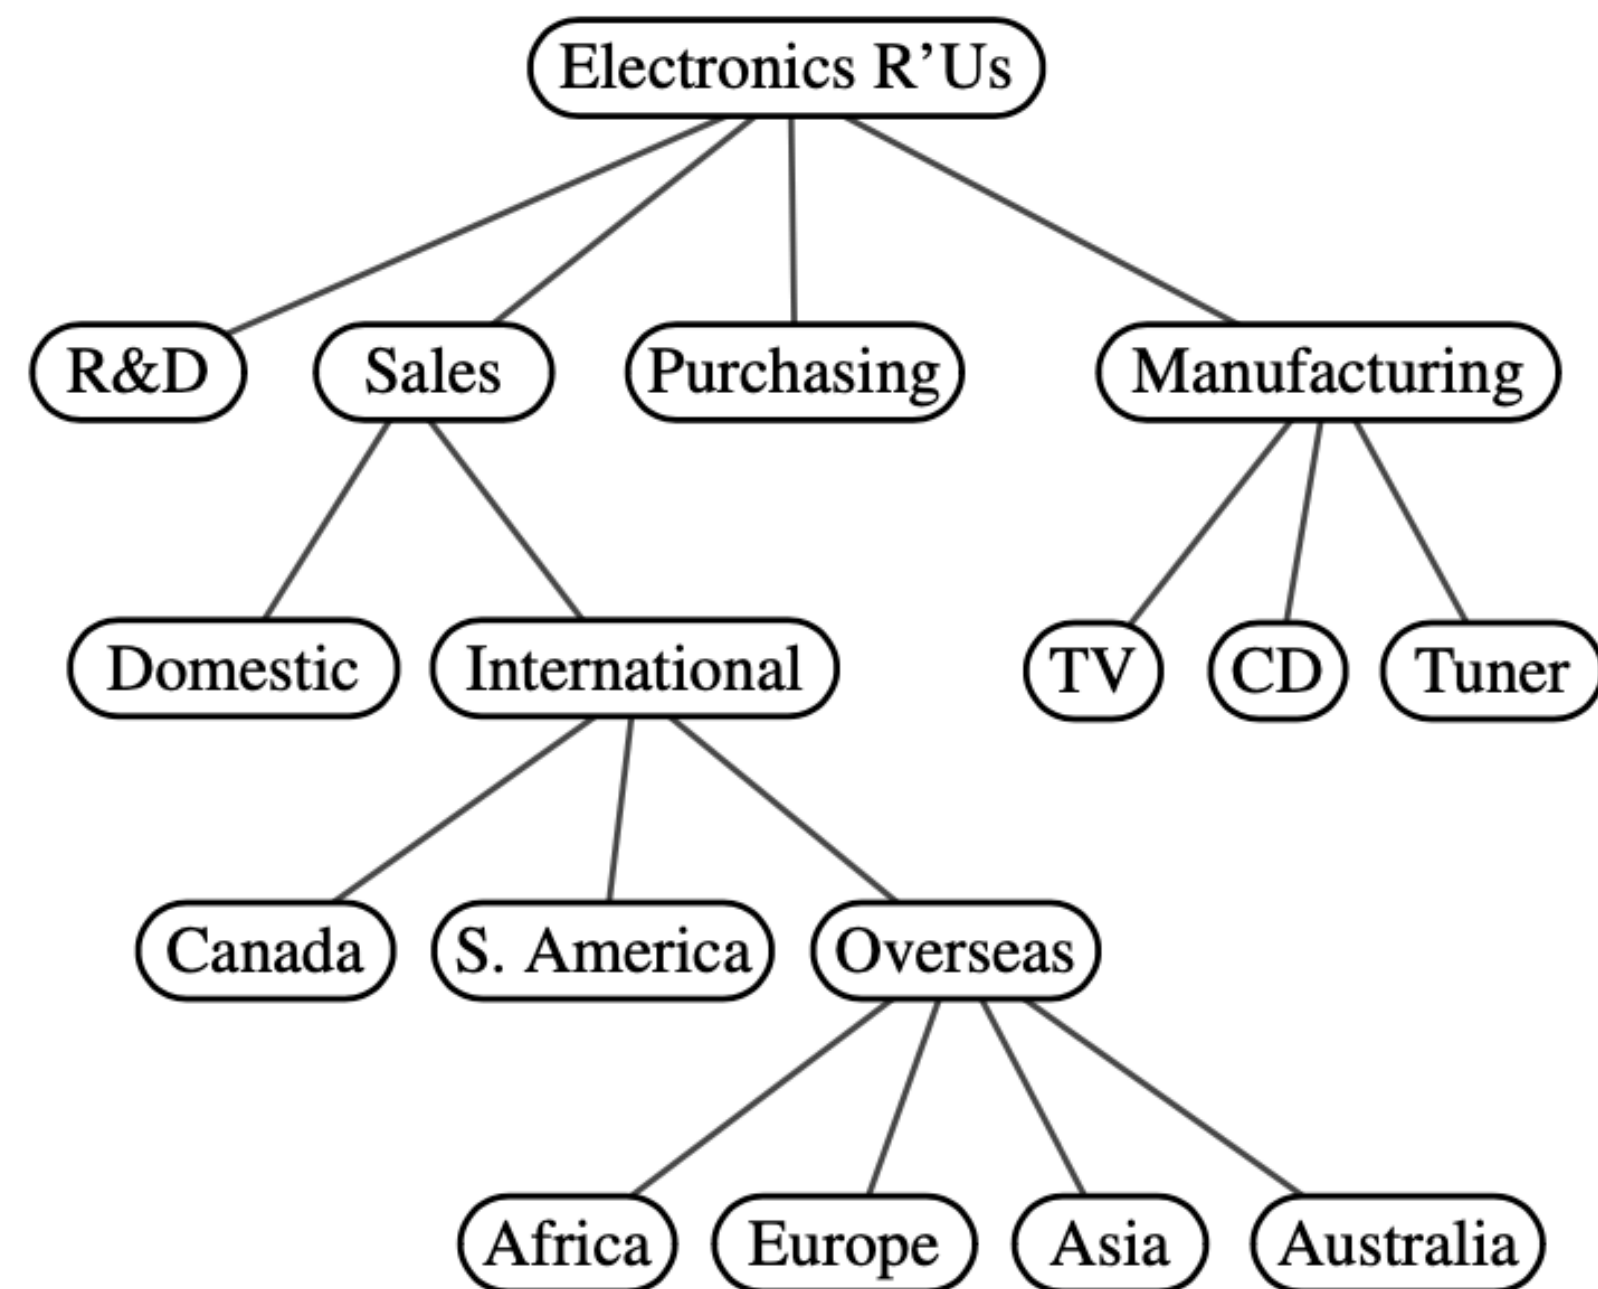 Electronics R’Us
R&D Sales Purchasing Manufacturing
Domestic International TV CD Tuner
Canada S. America Overseas
Africa Europe Asia Australia